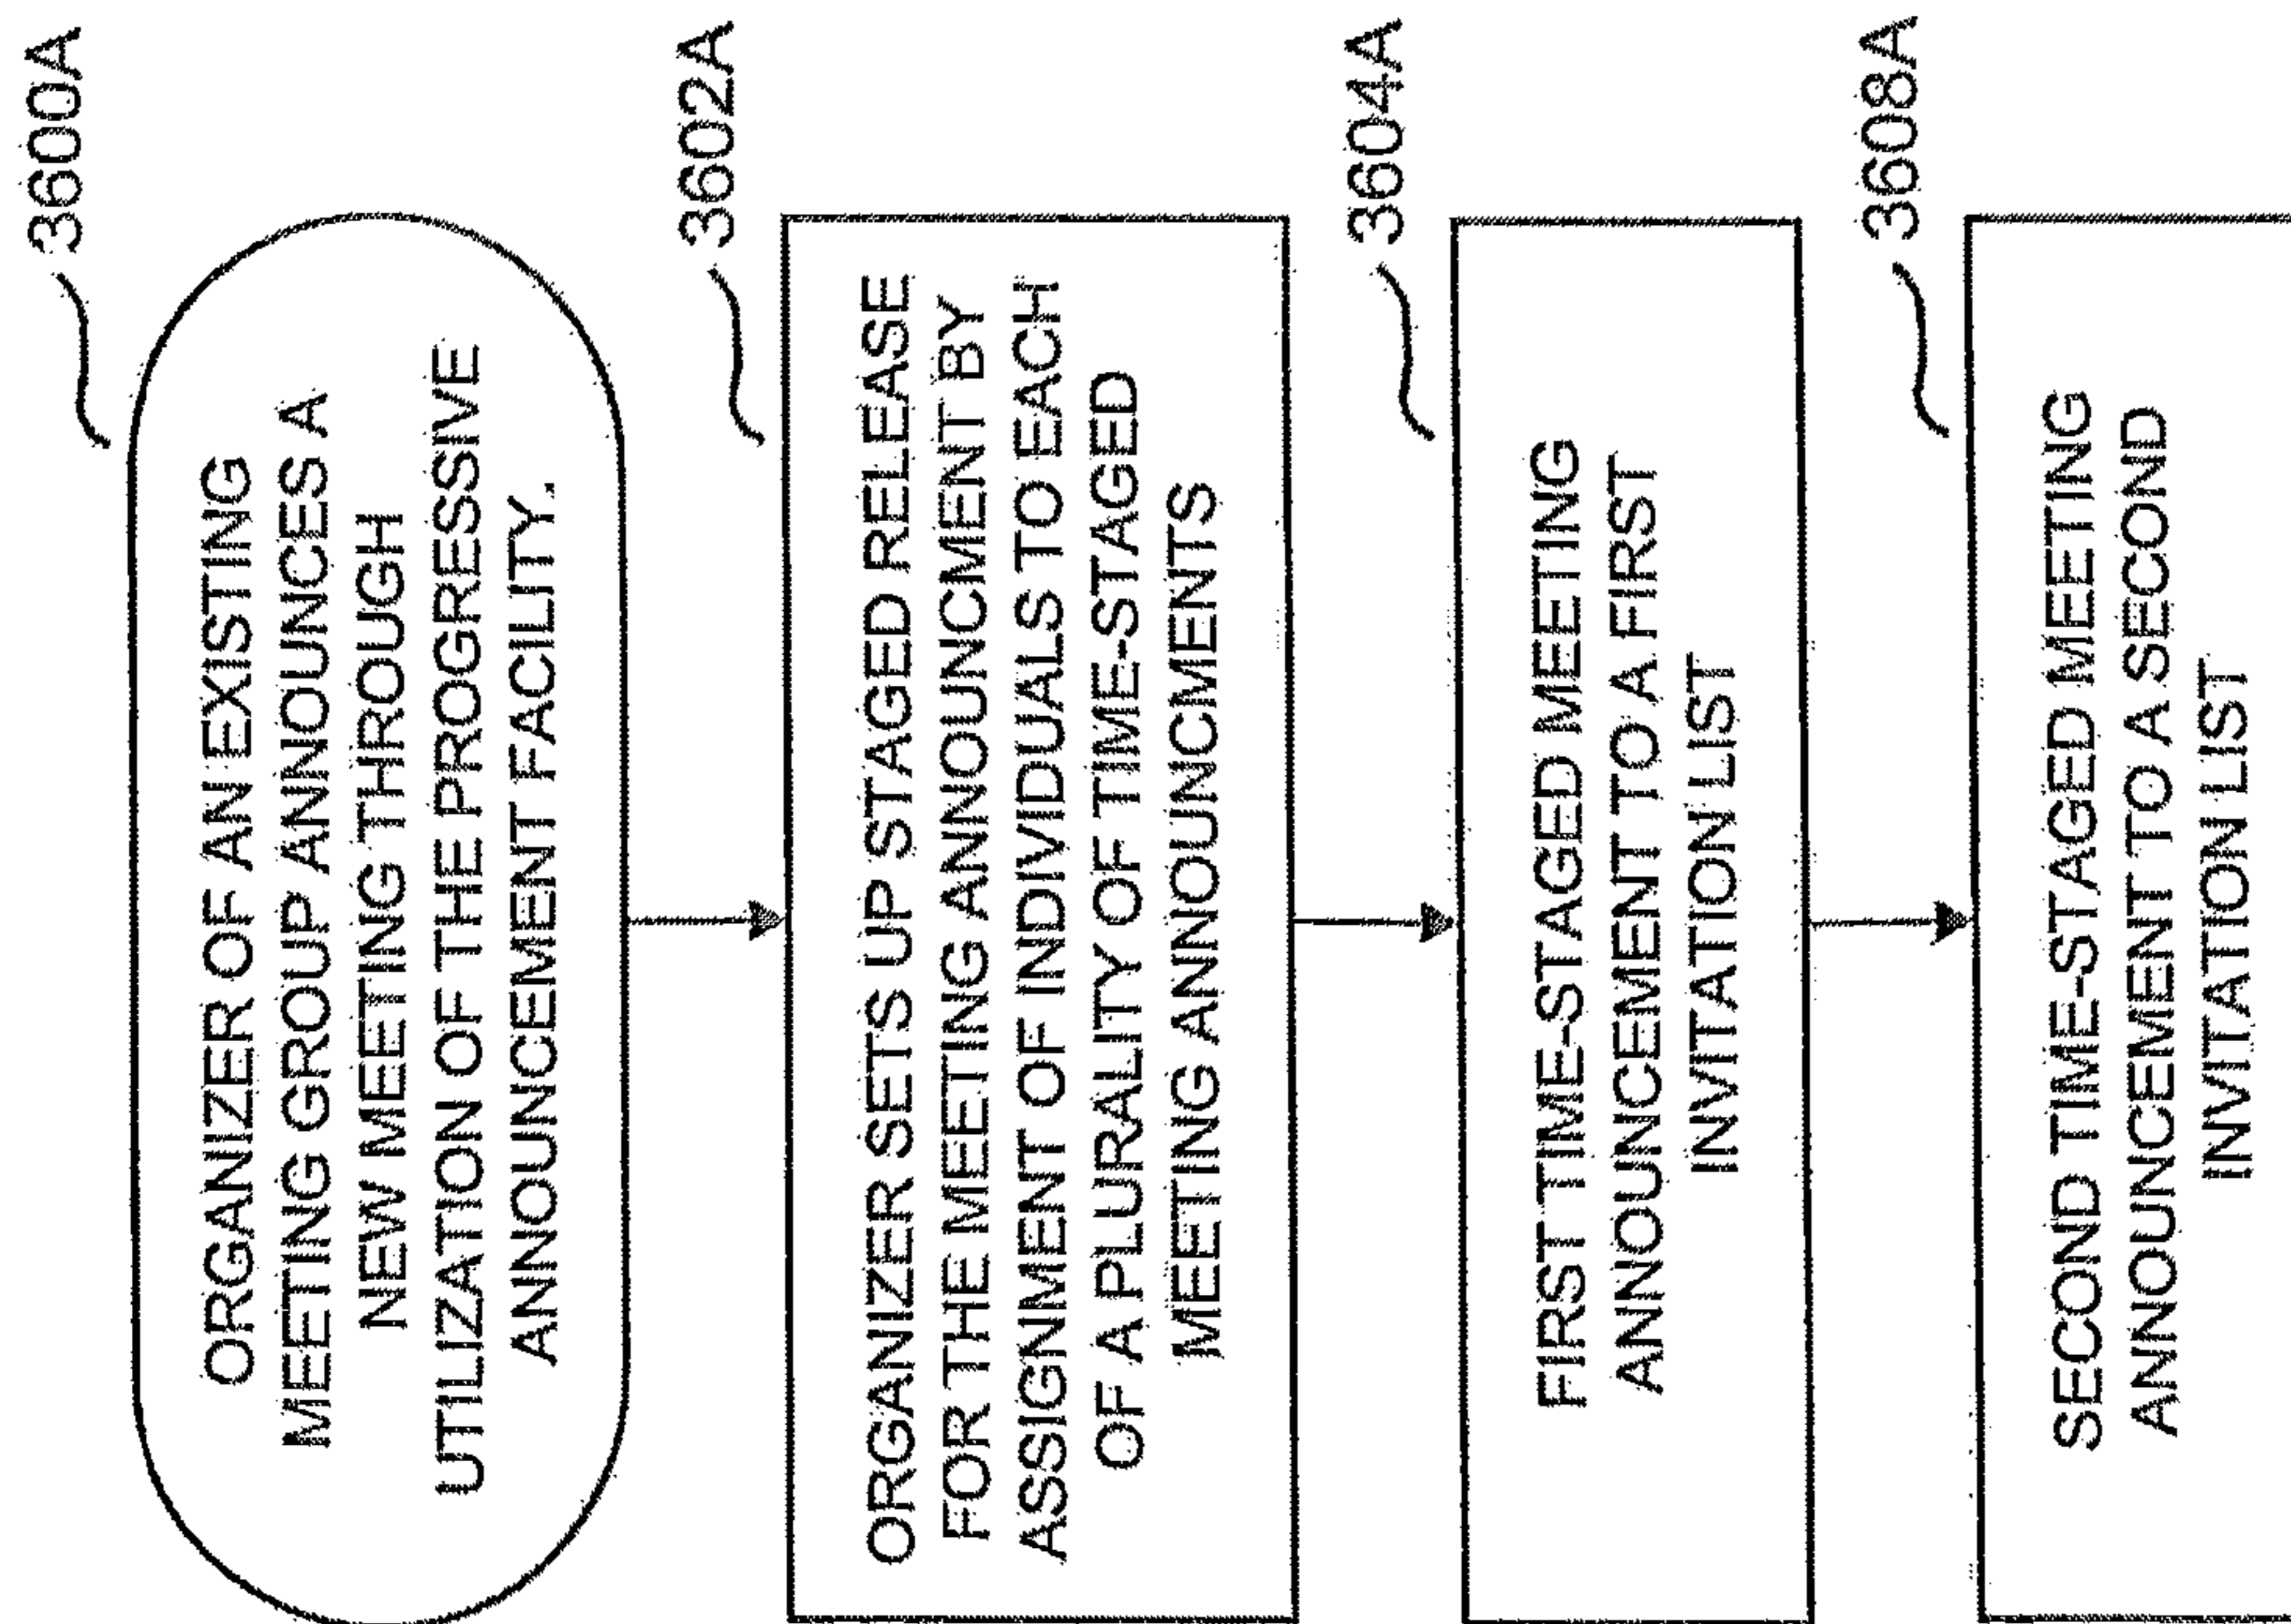 3600A
ORGANIZER OF AN EXISTING
MEETING GROUP ANNOUNCES A
NEW MEETING THROUGH
UTILIZATION OF THE PROGRESSIVE
ANNOUNCEMENT FACILITY.
3602A
ORGANIZER SETS UP STAGED RELEASE
FOR THE MEETING ANNOUNCMENT BY
ASSIGNMENT OF INDIVIDUALS TO EACH
OF A PLURALITY OF TIME-STAGED
MEETING ANNOUNCMENTS
3604A
FIRST TIME-STAGED MEETING
ANNOUNCEMENT TO A FIRST
INVITATION LIST
3608A
SECOND TIME-STAGED MEETING
ANNOUNCEMENT TO A SECOND
INVITATION LIST